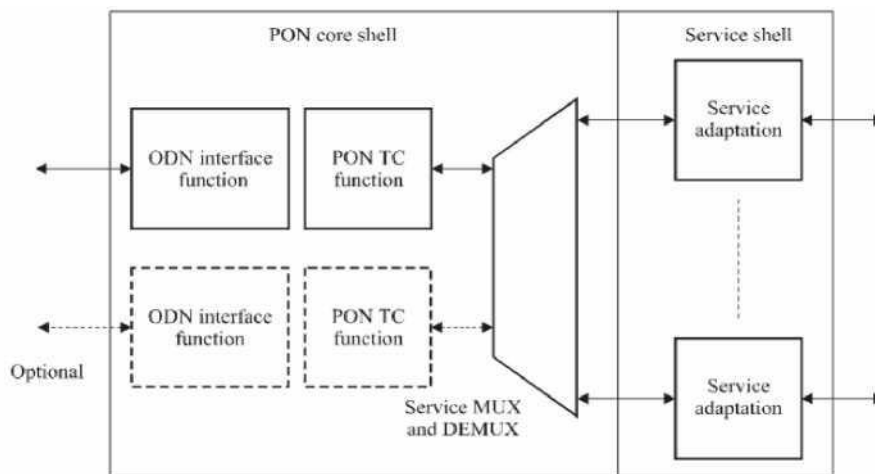 PON core shell
Service shell
ODN interface
function
PON TC
function
Service
adaptation
ODN interface
function
PON TC
function
Optional
Service MUX
and DEMUX
Service
adaptation